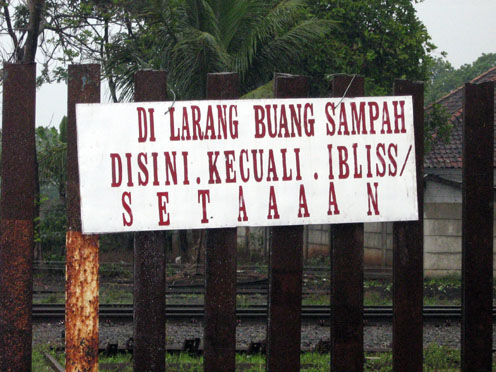 DI LARANG BUANG SAMPAH
DISINI.KECUALI.IBLISS/
SETAAAN